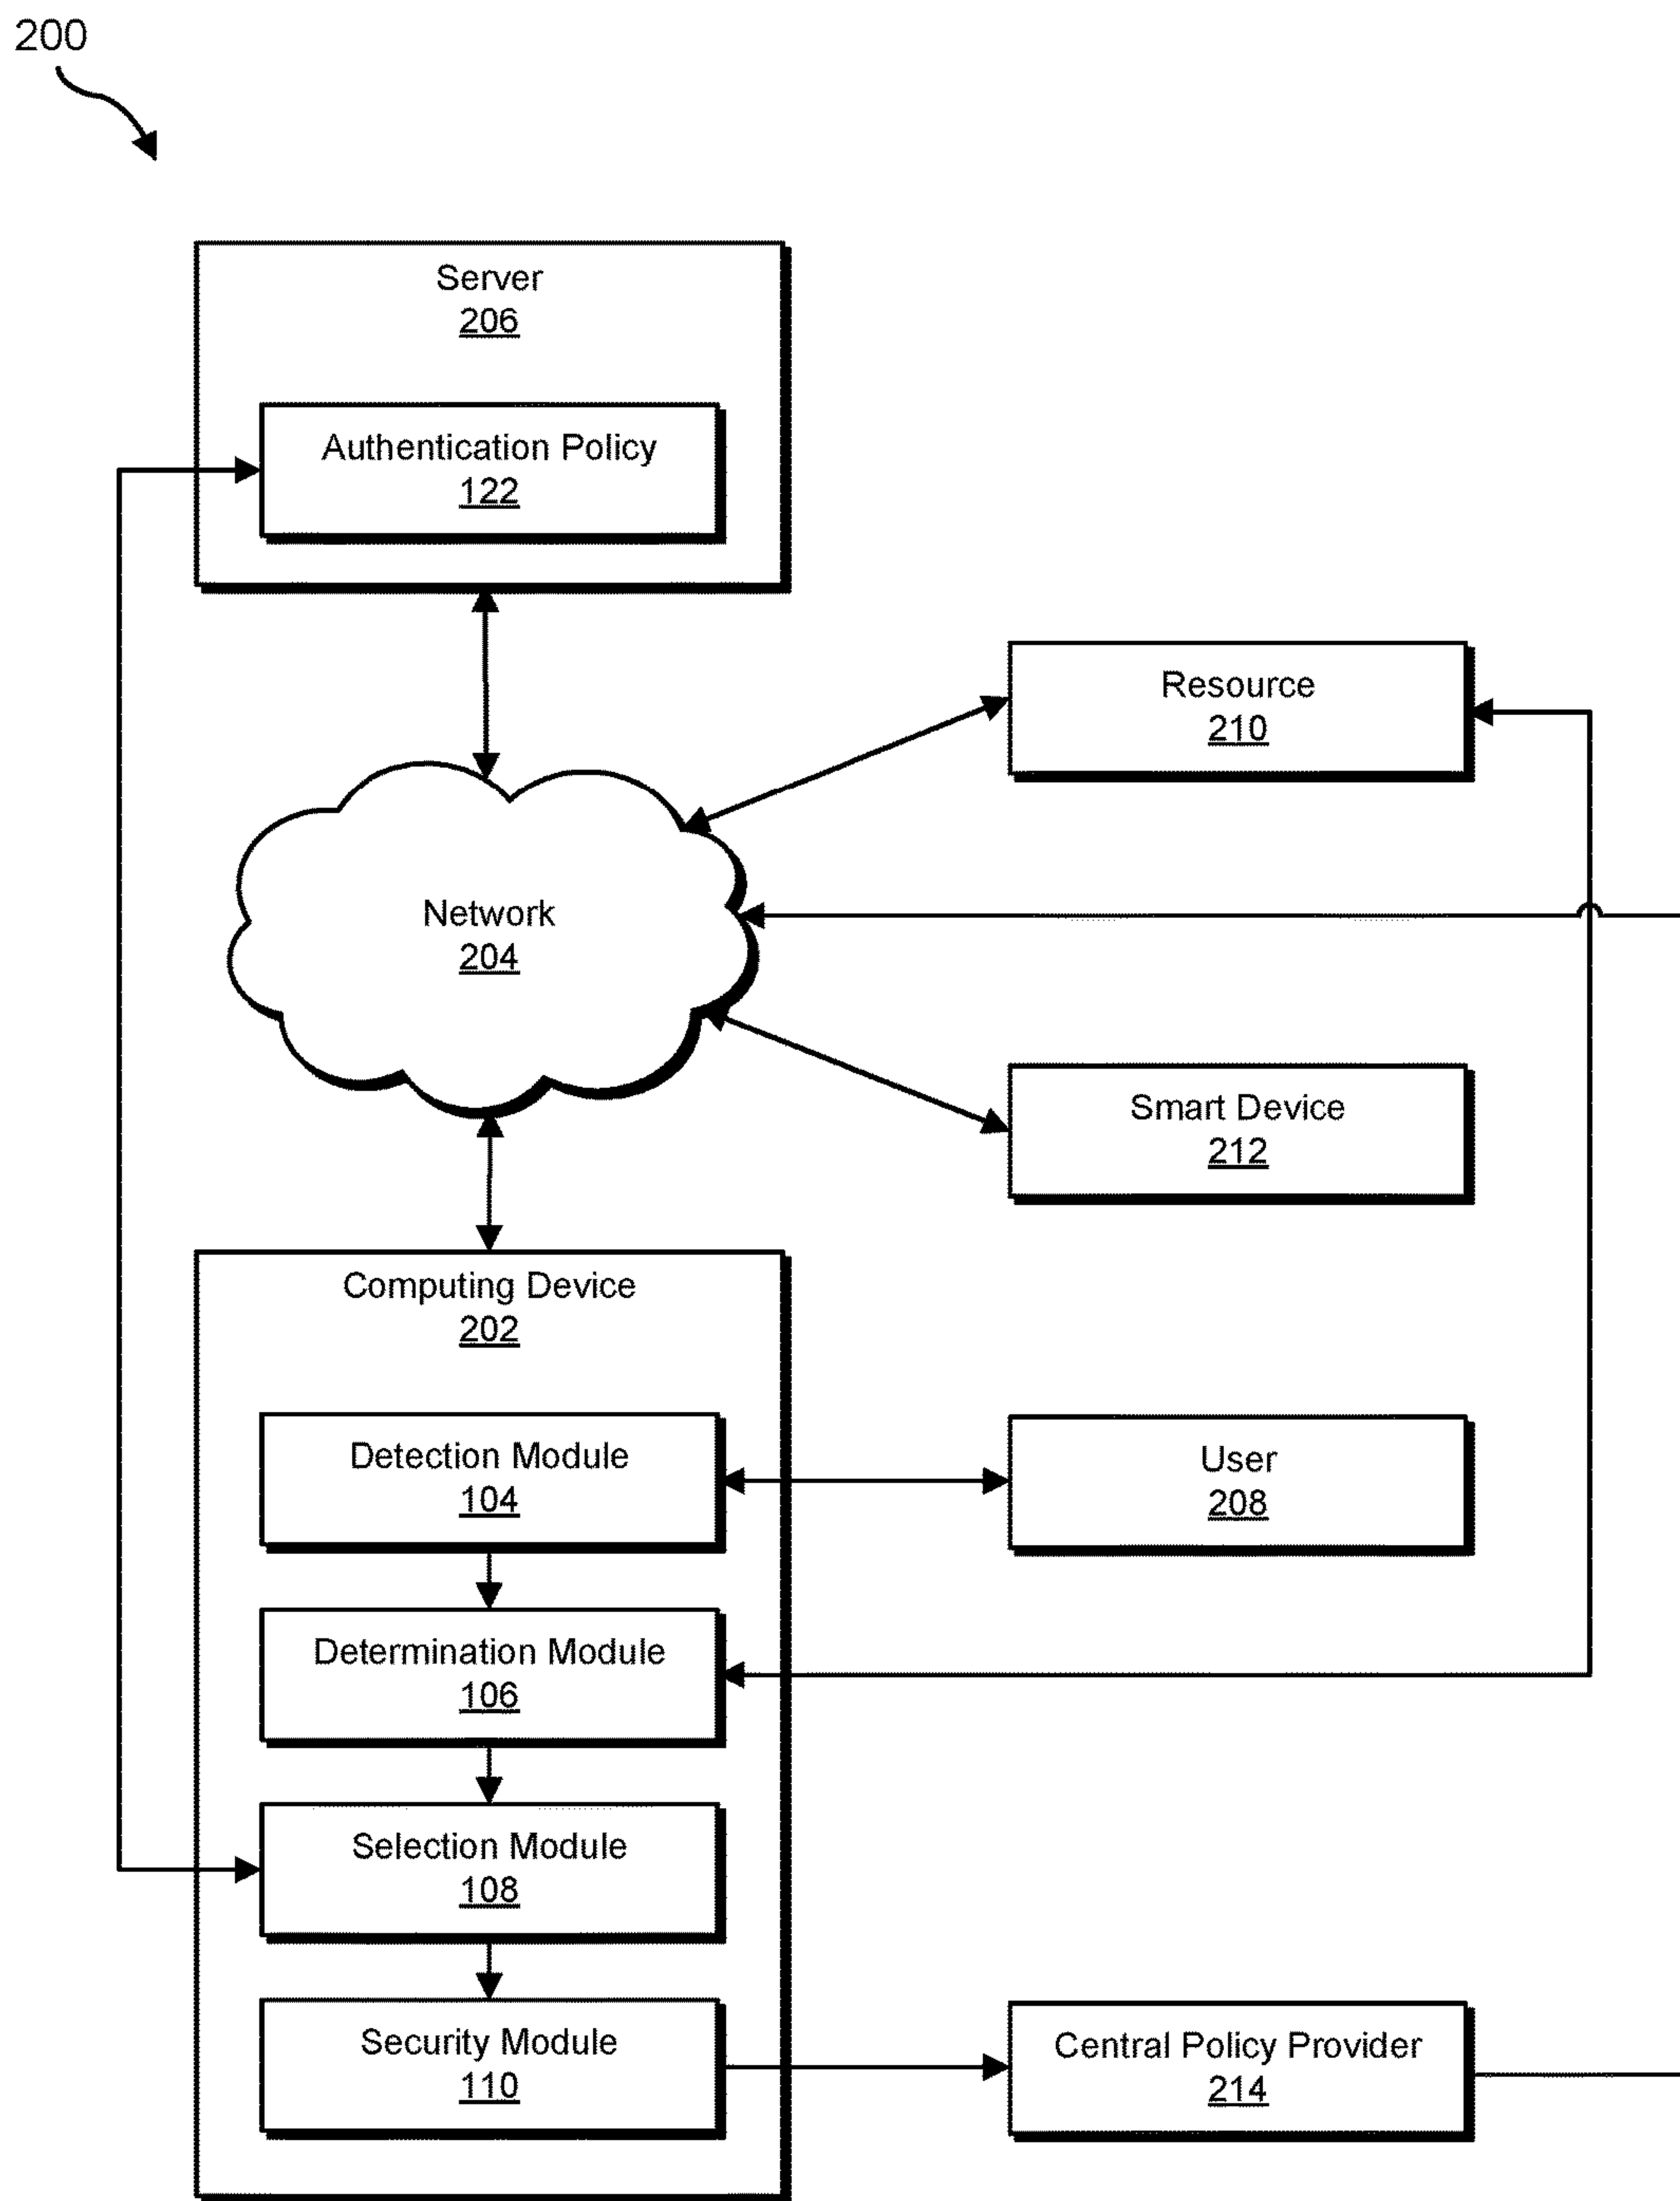 200
Server
206
Authentication Policy
122
Resource
210
Network
204
Smart Device
212
Computing Device
202
Detection Module
104
User
208
Determination Module
106
Selection Module
108
Security Module
110
Central Policy Provider
214